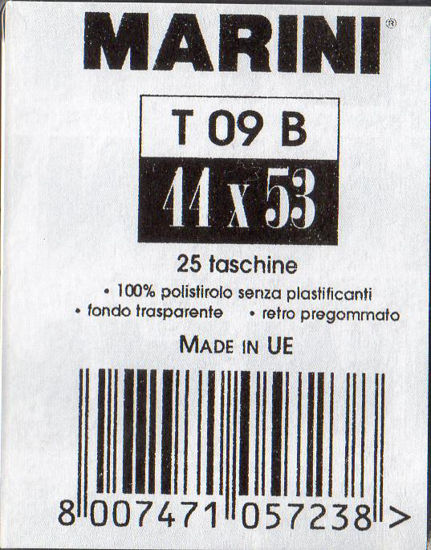 MARINI®
T 09 B
44 x 53
25 taschine
• 100% polistirolo senza plastificanti
• fondo trasparente • retro pregommato
MADE IN UE
8 007471 057238 >